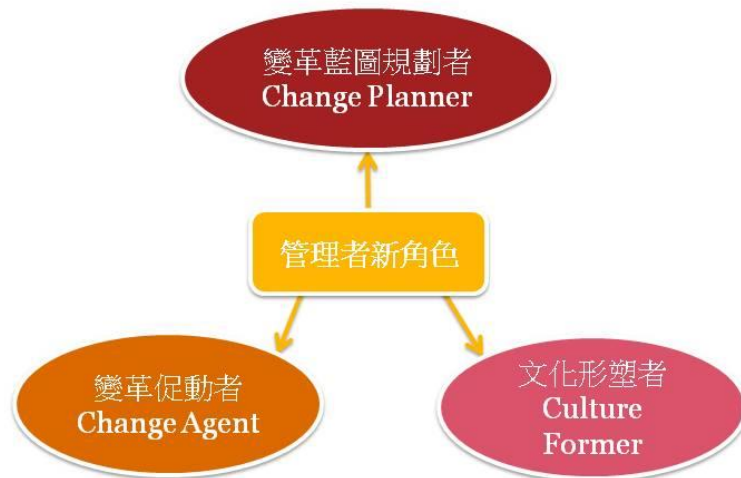 變革藍圖規劃者
Change Planner
管理者新角色
變革促動者
Change Agent
文化形塑者
Culture
Former